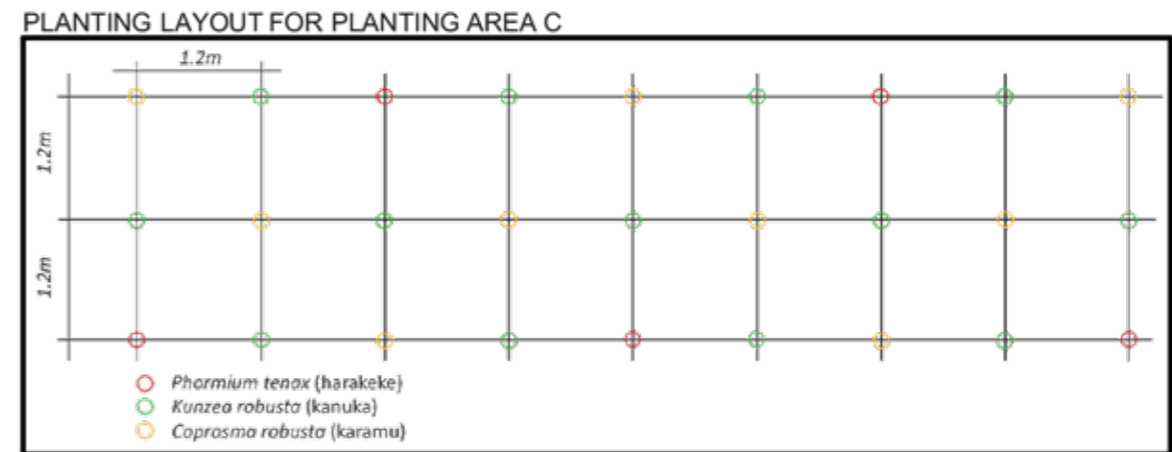 PLANTING LAYOUT FOR PLANTING AREA C
1.2m
1.2m
1.2m
Phormium tenax (harakeke)
Kunzea robusta (kanuka)
Coprosma robusta (karamu)